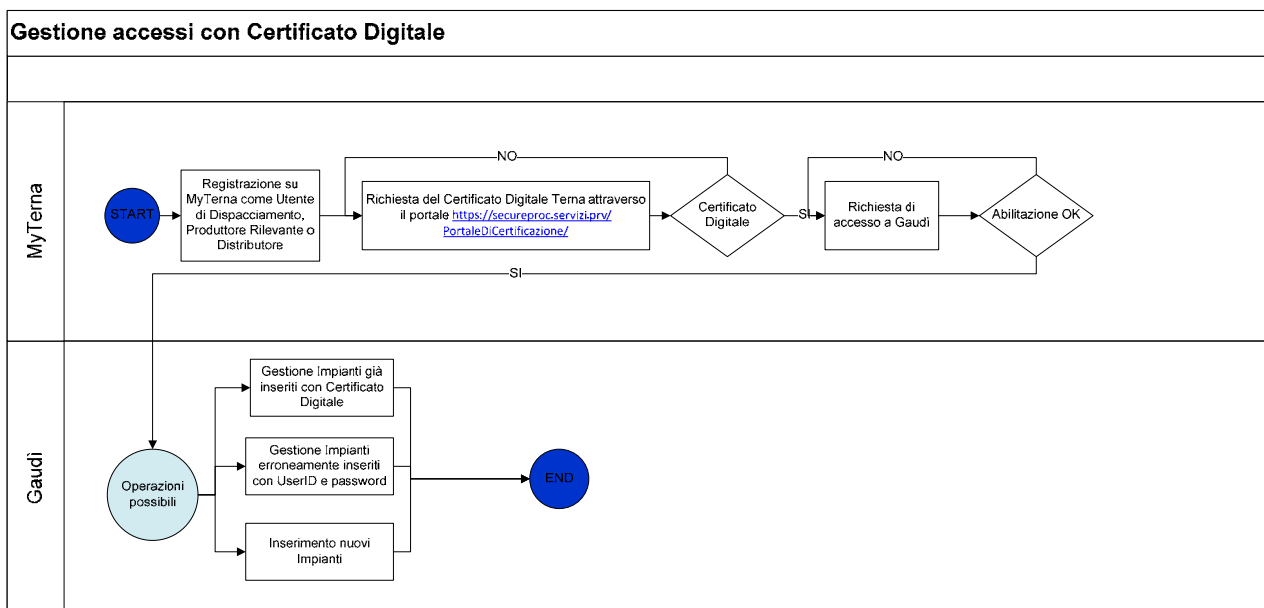 Gestione accessi con Certificato Digitale
MyTerna
START
Registrazione su
MyTerna come Utente
di Dispacciamento,
Produttore Rilevante o
Distributore
NO
Richiesta del Certificato Digitale Terna attraverso
il portale https://secureproc.servizi.prv/
PortaleDiCertificazione/
Certificato
Digitale
SI
NO
Richiesta di
accesso a Gaudì
Abilitazione OK
SI
Gaudì
Operazioni
possibili
Gestione Impianti già
inseriti con Certificato
Digitale
Gestione Impianti
erroneamente inseriti
con UserID e password
Inserimento nuovi
Impianti
END